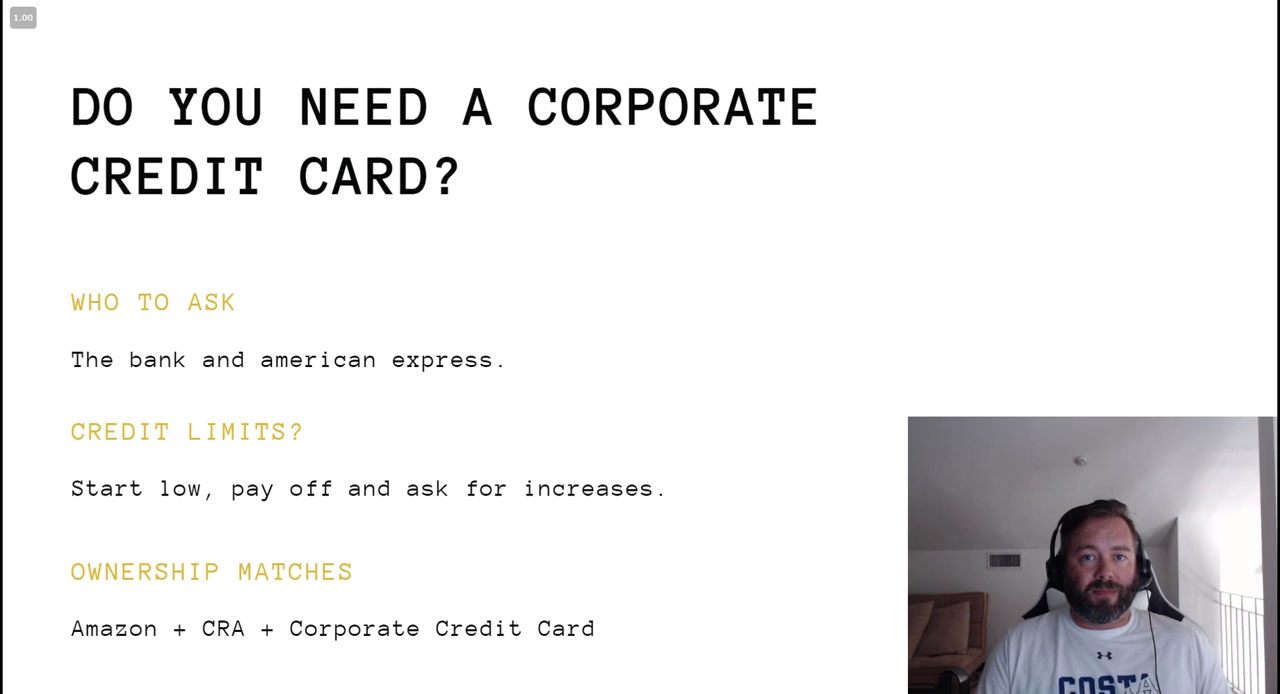 1.00
DO YOU NEED A CORPORATE
CREDIT CARD?
WHO TO ASK
The bank and american express.
CREDIT LIMITS?
Start low, pay off and ask for increases.
OWNERSHIP MATCHES
Amazon + CRA + Corporate Credit Card
COSTA